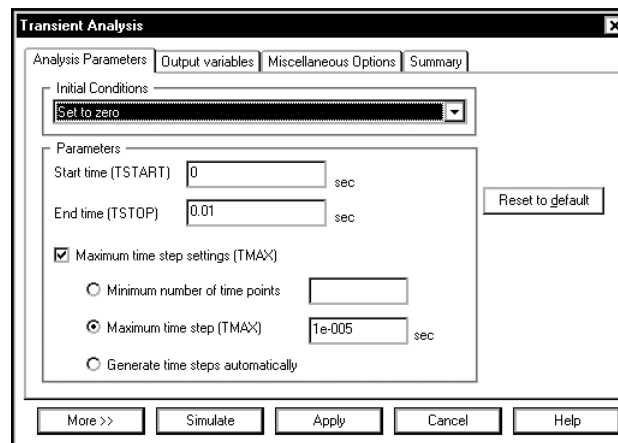 Transient Analysis
Analysis Parameters Output variables Miscellaneous Options Summary
Initial Conditions
Set to zero
Parameters
Start time (TSTART) 0 sec
End time (TSTOP) 0.01 sec
Reset to default
Maximum time step settings (TMAX)
Minimum number of time points
Maximum time step (TMAX) 1e-005 sec
Generate time steps automatically
More >> Simulate Apply Cancel Help